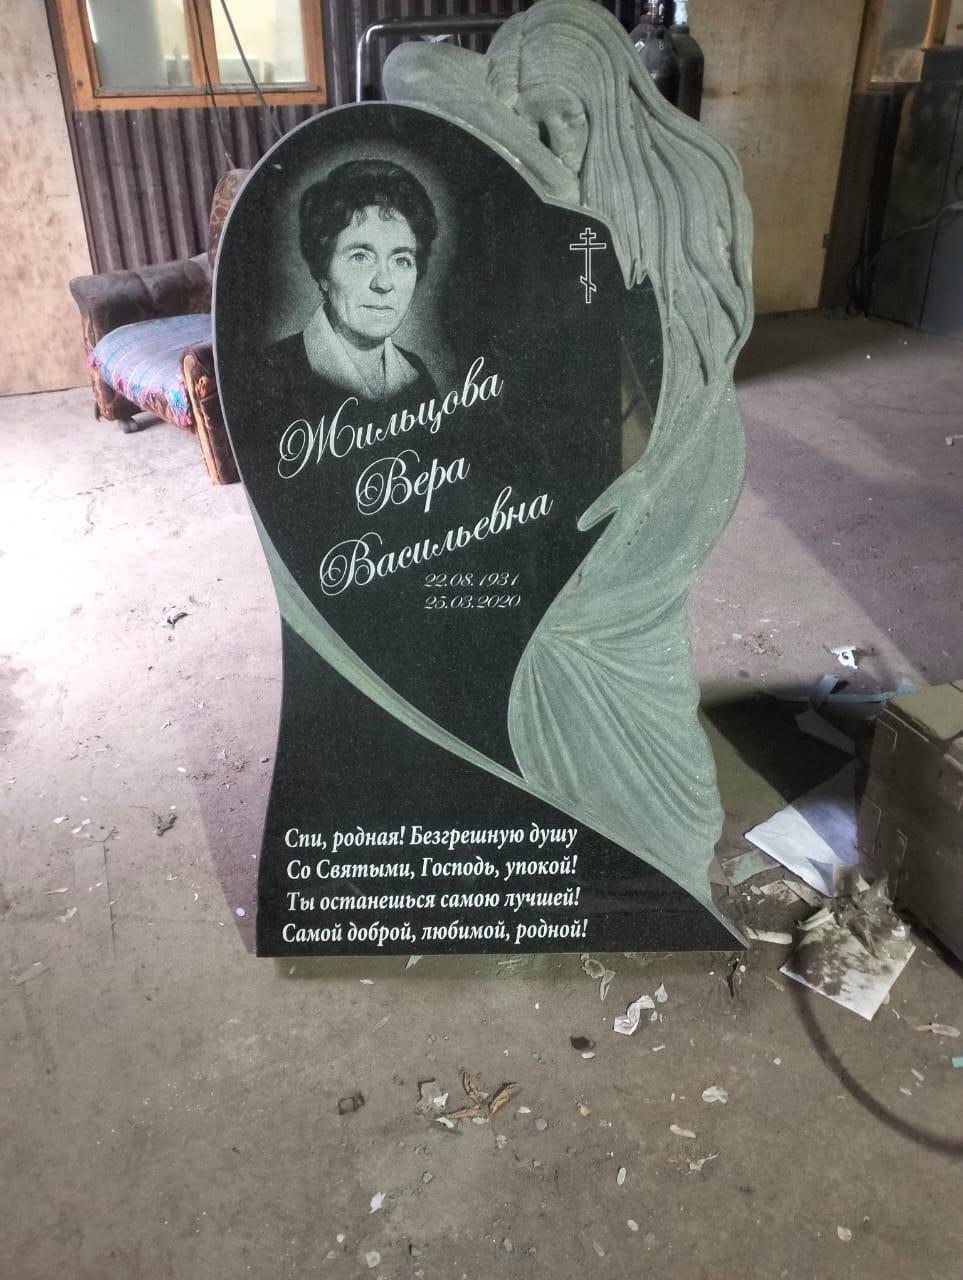 Жильцова
Вера
Васильевна
22.08.1931
25.03.2020
Спи, родная! Безгрешную душу
Со Святыми, Господь, упокой!
Ты останешься самою лучшей!
Самой доброй, любимой, родной!